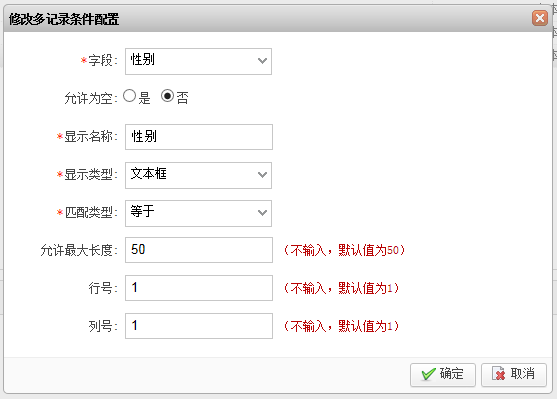 修改多记录条件配置
*字段: 性别
允许为空: 是 否
*显示名称: 性别
*显示类型: 文本框
*匹配类型: 等于
允许最大长度: 50 (不输入，默认值为50)
行号: 1 (不输入，默认值为1)
列号: 1 (不输入，默认值为1)
确定 取消